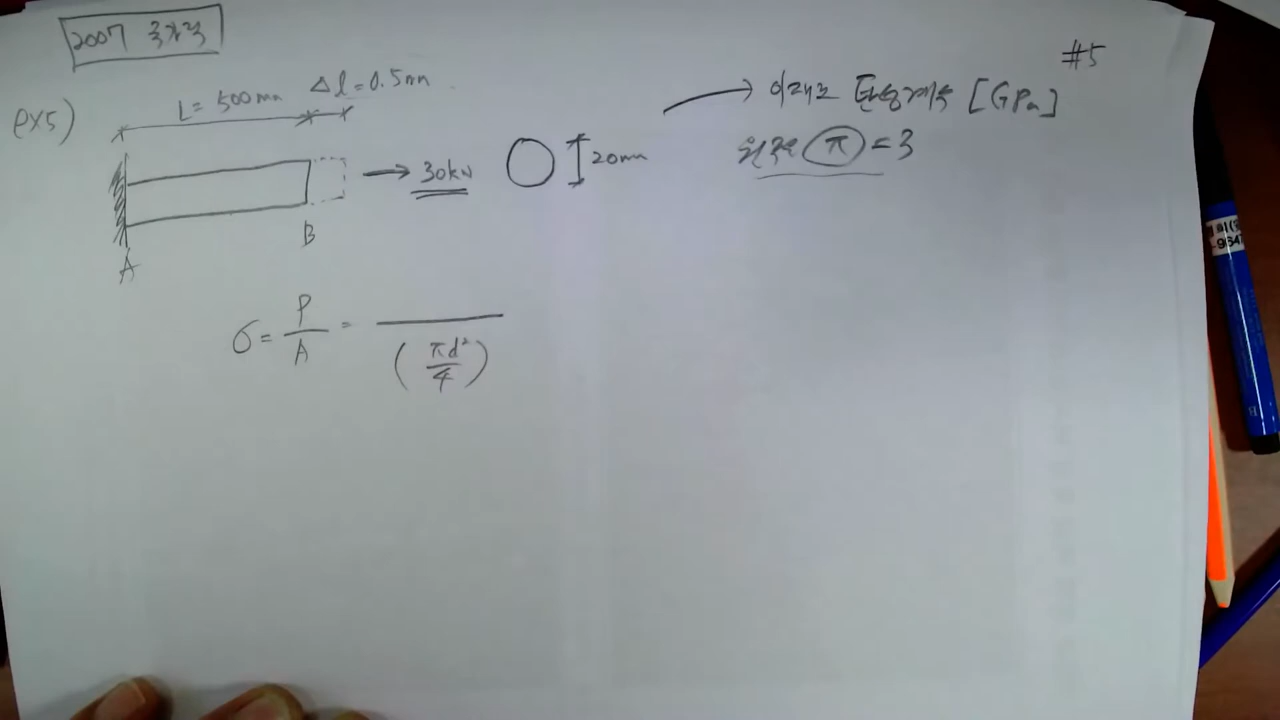 2007 국가직
#5
ex5)
L= 500mm Δl=0.5mm
→ 이재료 탄성계수 [GPa]
30kN
20mm
원주율 π = 3
B
A
σ = P/A = /(πd²/4)